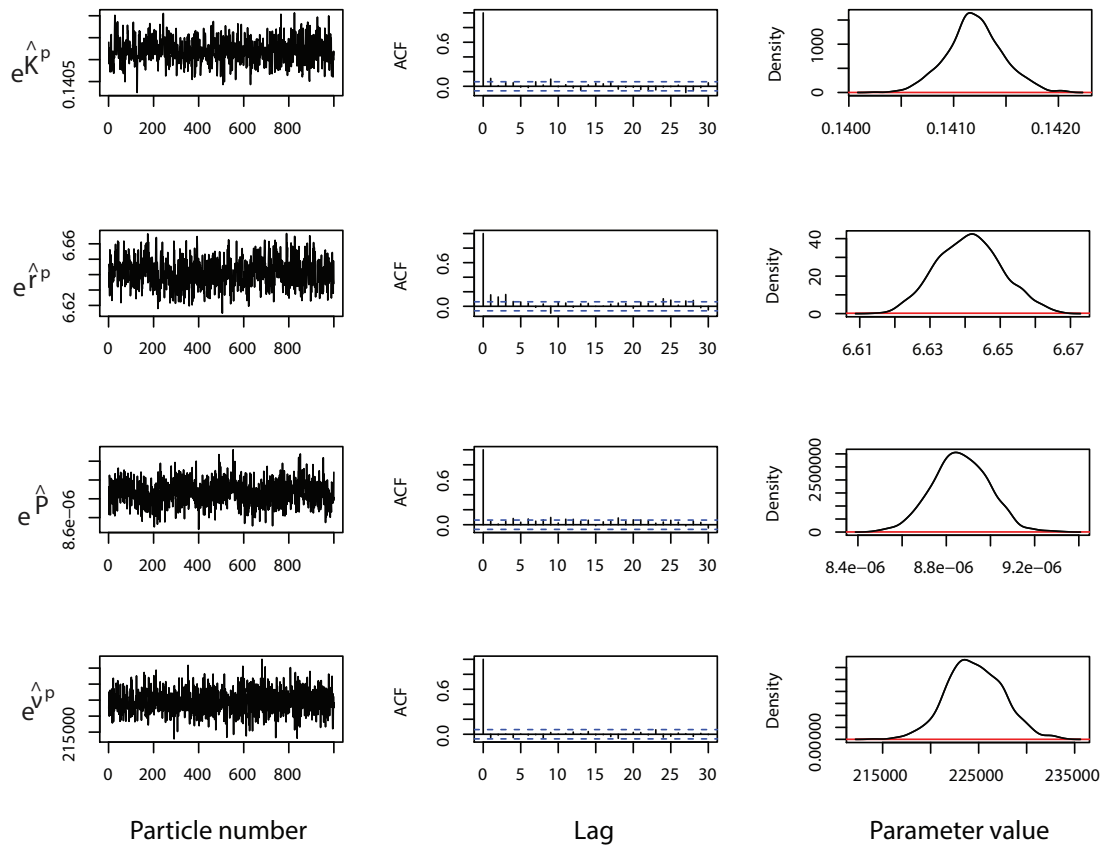 e^K̂^p
0.1405
0 200 400 600 800
ACF
0.0 0.6
0 5 10 15 20 25 30
Density
0 1000
0.1400 0.1410 0.1420
e^r̂^p
6.62 6.66
0 200 400 600 800
ACF
0.0 0.6
0 5 10 15 20 25 30
Density
0 20 40
6.61 6.63 6.65 6.67
e^P̂
8.6e−06
0 200 400 600 800
ACF
0.0 0.6
0 5 10 15 20 25 30
Density
0 2500000
8.4e−06 8.8e−06 9.2e−06
e^ν̂^p
215000
0 200 400 600 800
ACF
0.0 0.6
0 5 10 15 20 25 30
Density
0.00000
215000 225000 235000
Particle number
Lag
Parameter value